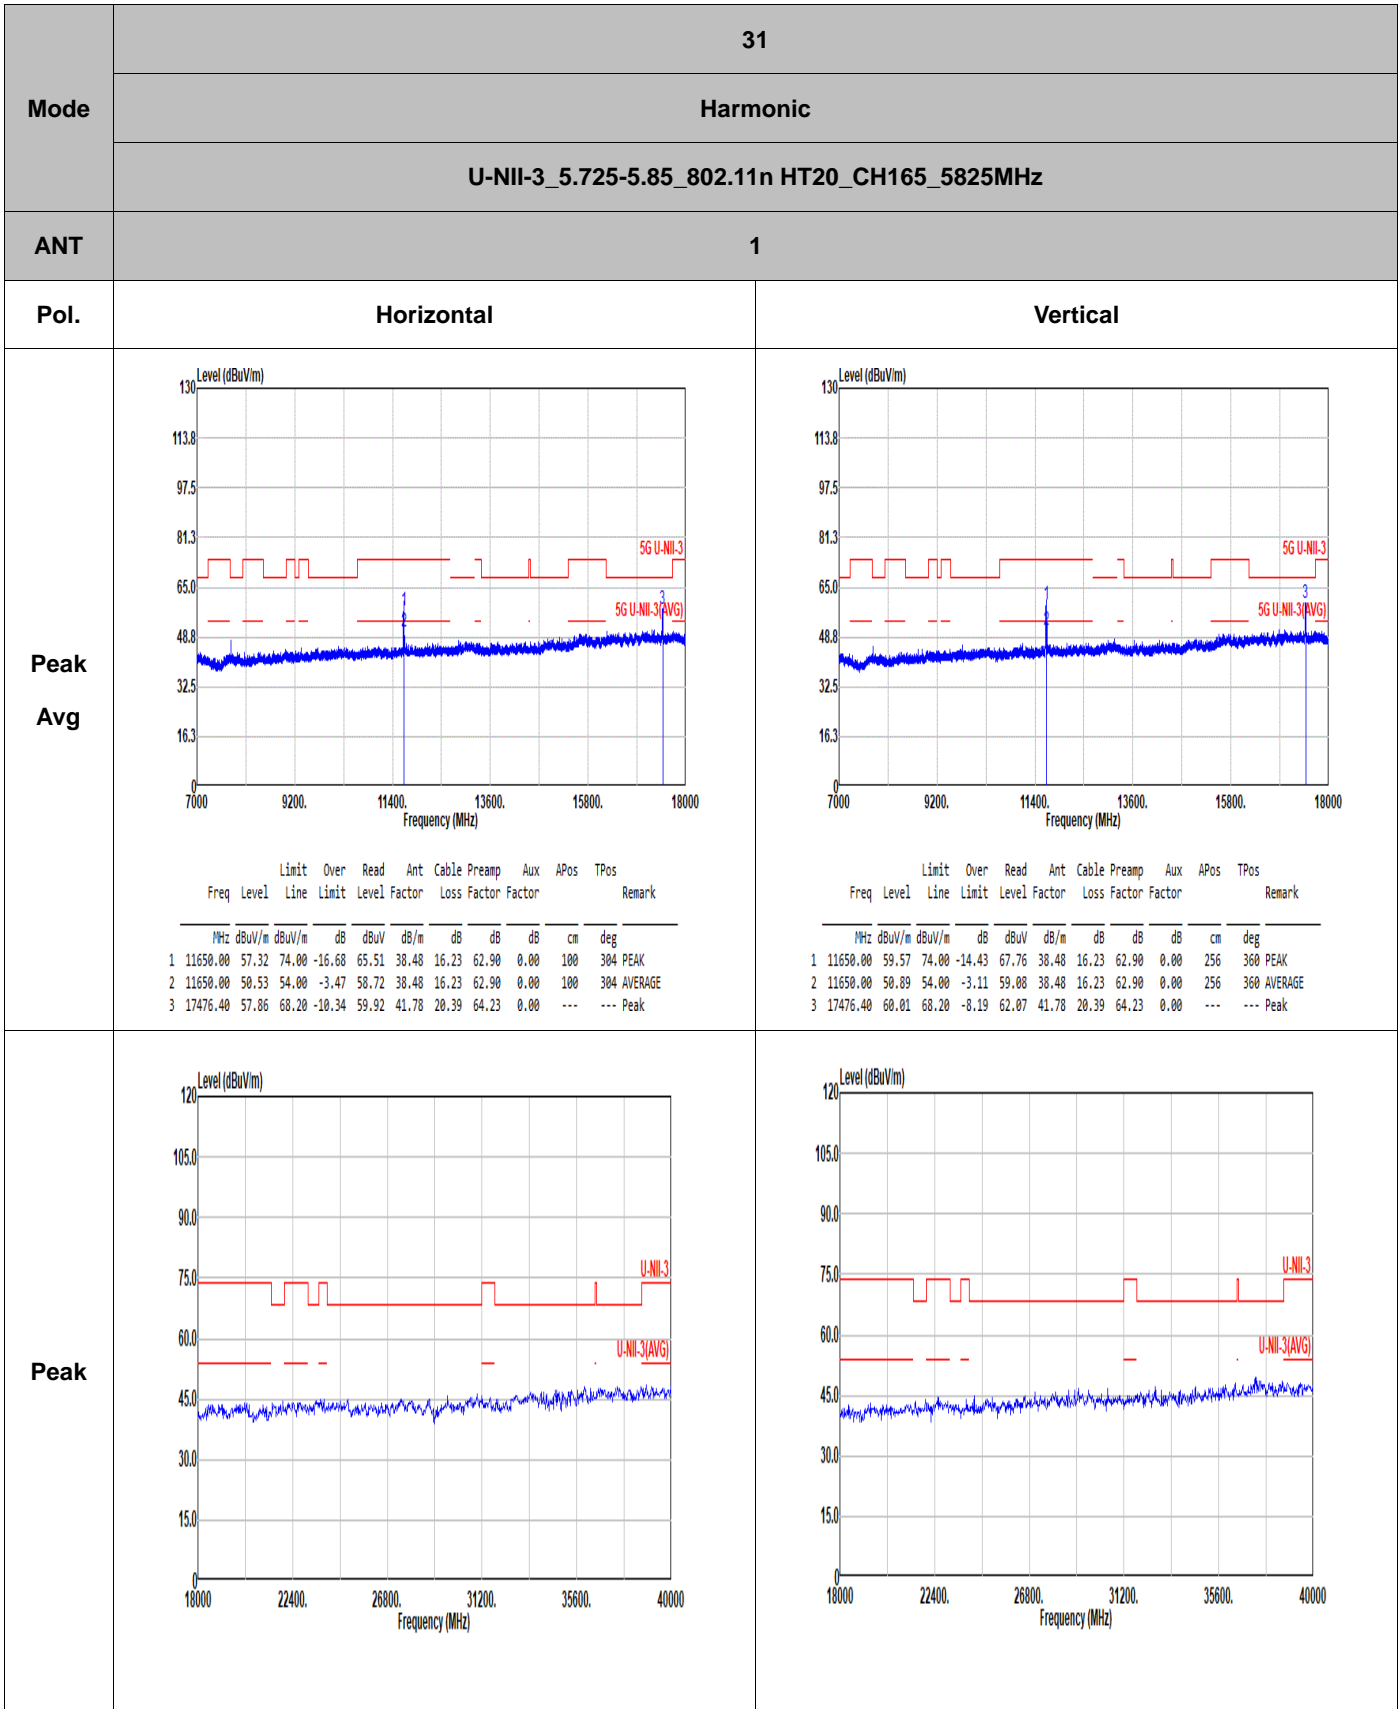 Mode
31
Harmonic
U-NII-3_5.725-5.85_802.11n HT20_CH165_5825MHz
ANT
1
Pol.
Horizontal
Vertical
Peak
Avg
Level (dBuV/m)
130
113.8
97.5
81.3
5G U-NII-3
65.0
1
3
5G U-NII-3(AVG)
2
48.8
32.5
16.3
0
7000 9200. 11400. 13600. 15800. 18000
Frequency (MHz)
Limit Over Read Ant Cable Preamp Aux APos TPos
Freq Level Line Limit Level Factor Loss Factor Factor Remark
MHz dBuV/m dBuV/m dB dBuV dB/m dB dB dB cm deg
1 11650.00 57.32 74.00 -16.68 65.51 38.48 16.23 62.90 0.00 100 304 PEAK
2 11650.00 50.53 54.00 -3.47 58.72 38.48 16.23 62.90 0.00 100 304 AVERAGE
3 17476.40 57.86 68.20 -10.34 59.92 41.78 20.39 64.23 0.00 --- --- Peak
Level (dBuV/m)
130
113.8
97.5
81.3
5G U-NII-3
65.0
1
3
5G U-NII-3(AVG)
2
48.8
32.5
16.3
0
7000 9200. 11400. 13600. 15800. 18000
Frequency (MHz)
Limit Over Read Ant Cable Preamp Aux APos TPos
Freq Level Line Limit Level Factor Loss Factor Factor Remark
MHz dBuV/m dBuV/m dB dBuV dB/m dB dB dB cm deg
1 11650.00 59.57 74.00 -14.43 67.76 38.48 16.23 62.90 0.00 256 360 PEAK
2 11650.00 50.89 54.00 -3.11 59.08 38.48 16.23 62.90 0.00 256 360 AVERAGE
3 17476.40 60.01 68.20 -8.19 62.07 41.78 20.39 64.23 0.00 --- --- Peak
Peak
Level (dBuV/m)
120
105.0
90.0
75.0
U-NII-3
60.0
U-NII-3(AVG)
45.0
30.0
15.0
0
18000 22400. 26800. 31200. 35600. 40000
Frequency (MHz)
Level (dBuV/m)
120
105.0
90.0
75.0
U-NII-3
60.0
U-NII-3(AVG)
45.0
30.0
15.0
0
18000 22400. 26800. 31200. 35600. 40000
Frequency (MHz)